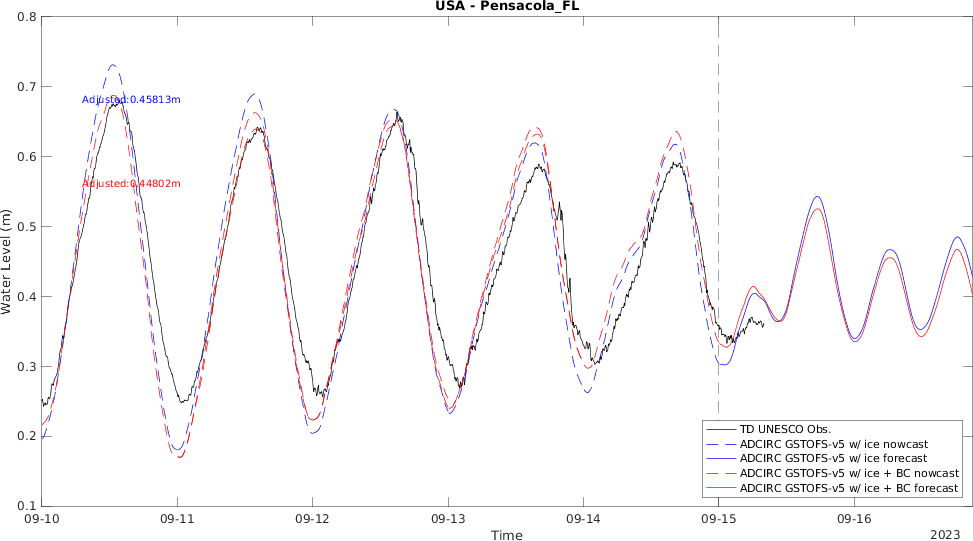 USA - Pensacola_FL
0.8
0.7
0.6
0.5
0.4
0.3
0.2
0.1
Water Level (m)
Adjusted:0.45813m
Adjusted:0.44802m
TD UNESCO Obs.
ADCIRC GSTOFS-v5 w/ ice nowcast
ADCIRC GSTOFS-v5 w/ ice forecast
ADCIRC GSTOFS-v5 w/ ice + BC nowcast
ADCIRC GSTOFS-v5 w/ ice + BC forecast
09-10 09-11 09-12 09-13 09-14 09-15 09-16
Time
2023